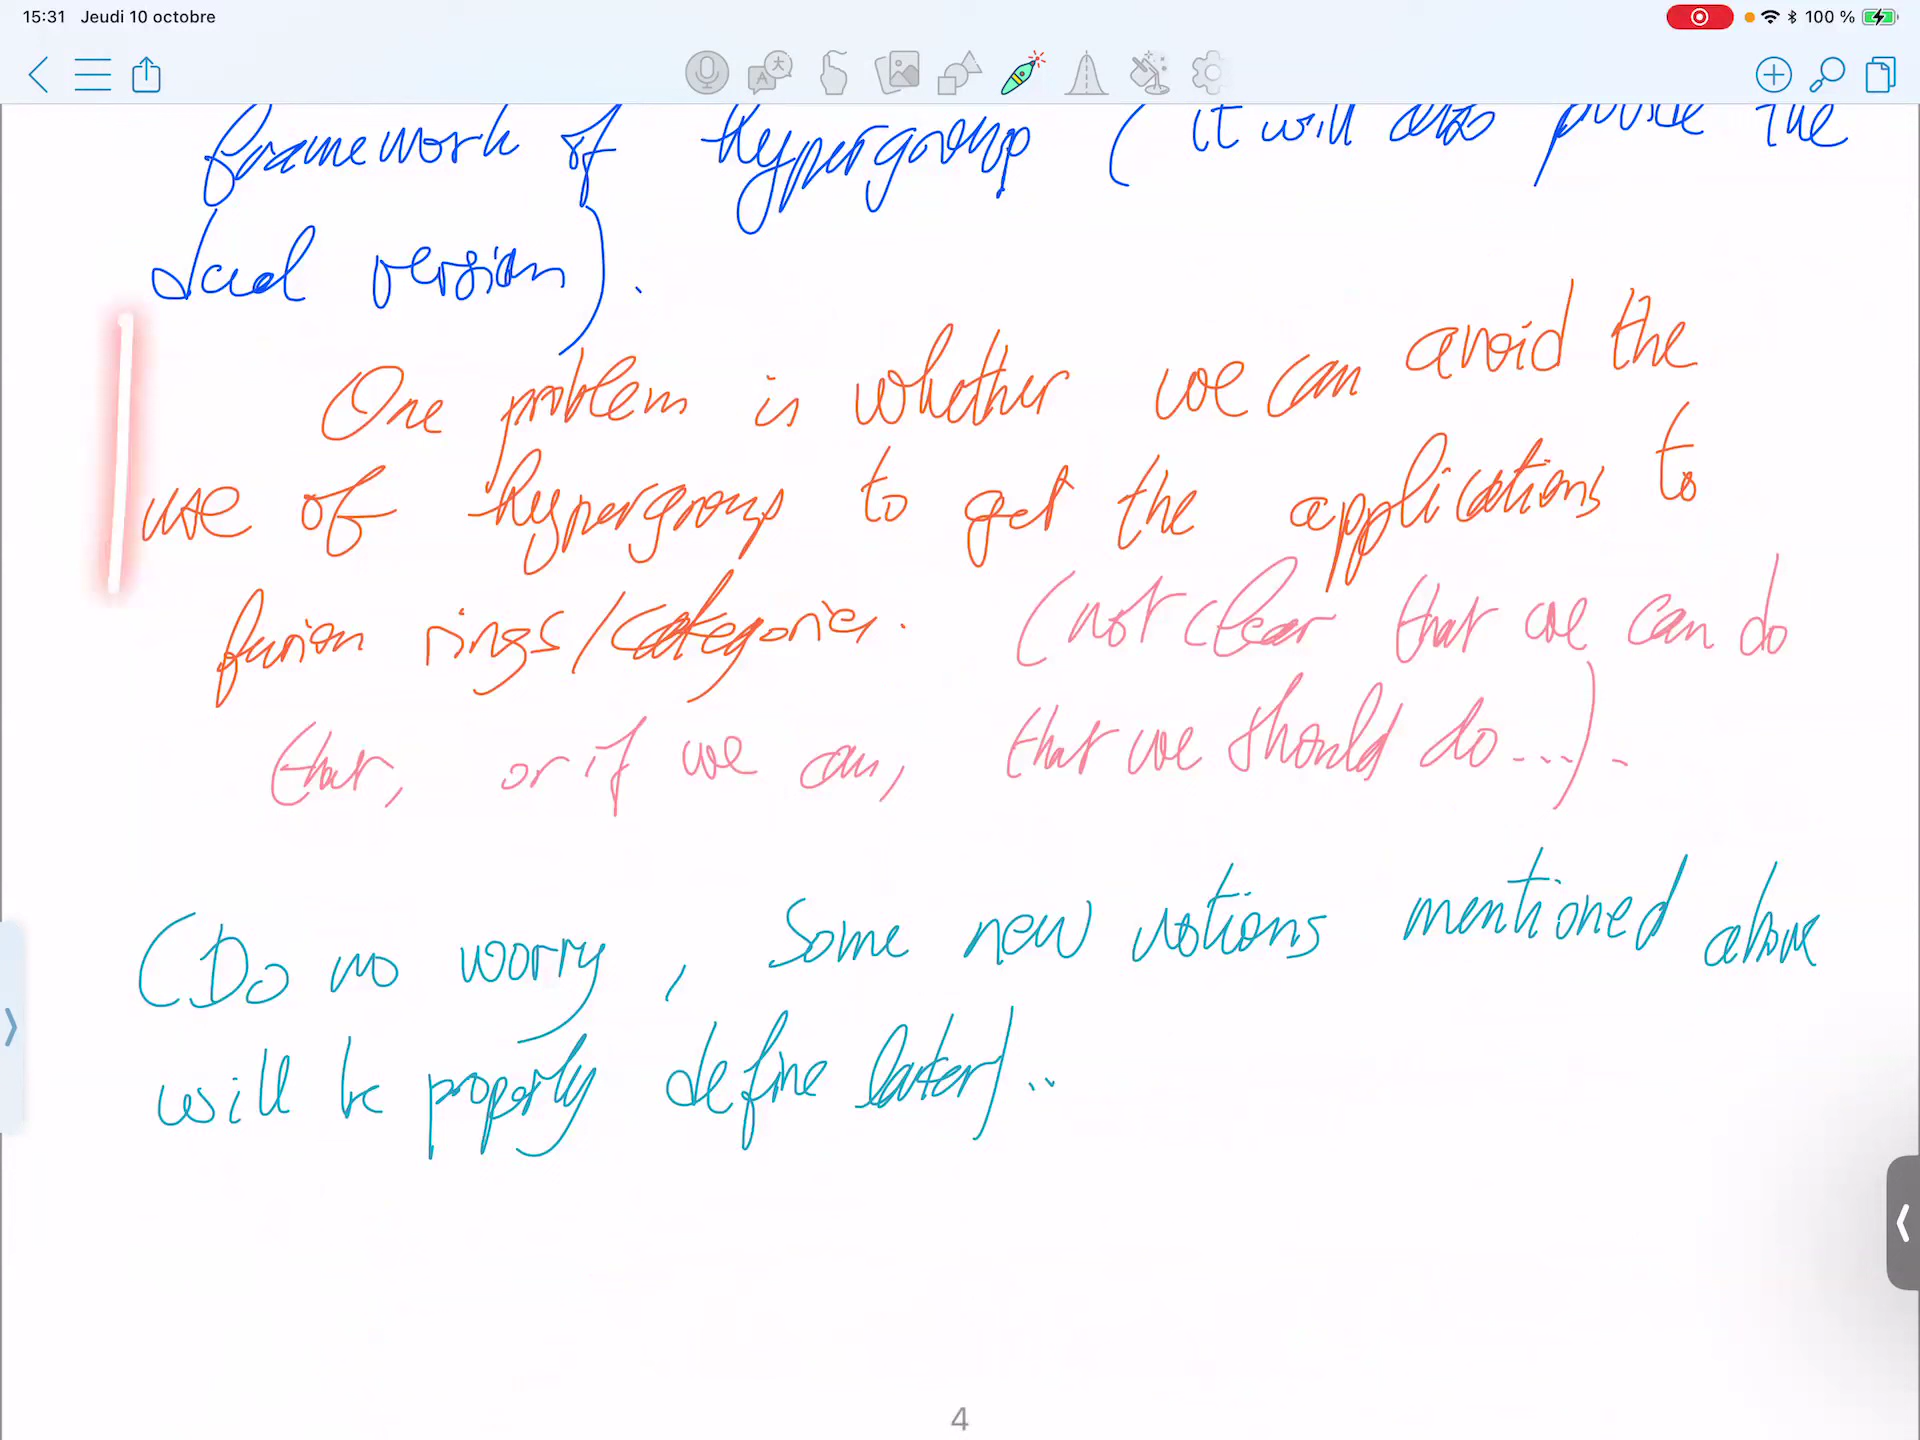 15:31 Jeudi 10 octobre 100 %
framework of hypergroup ( it will also provide the
dual version).
One problem is whether we can avoid the
use of hypergroup to get the applications to
fusion rings/categories. (not clear that we can do
that, or if we can, that we should do...).
(Do no worry, Some new notions mentioned above
will be properly define later)..
4